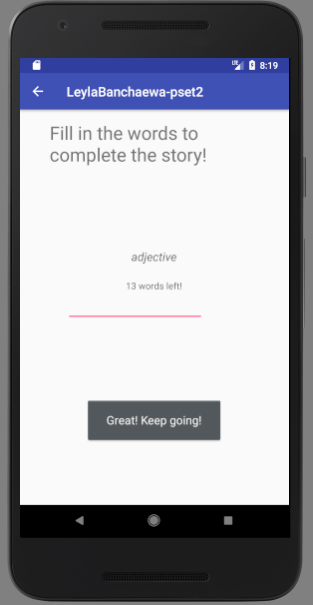 8:19
LeylaBanchaewa-pset2
Fill in the words to
complete the story!
adjective
13 words left!
Great! Keep going!